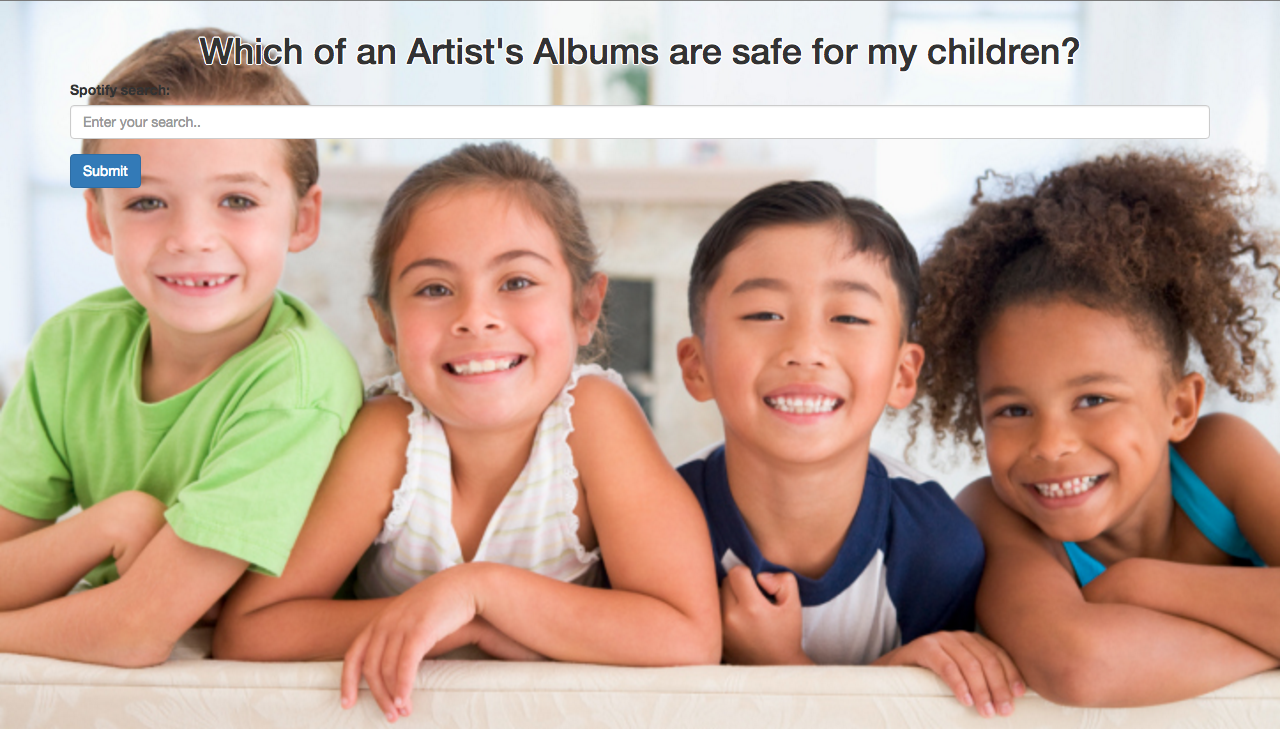 Which of an Artist's Albums are safe for my children?
Spotify search:
Enter your search..
Submit